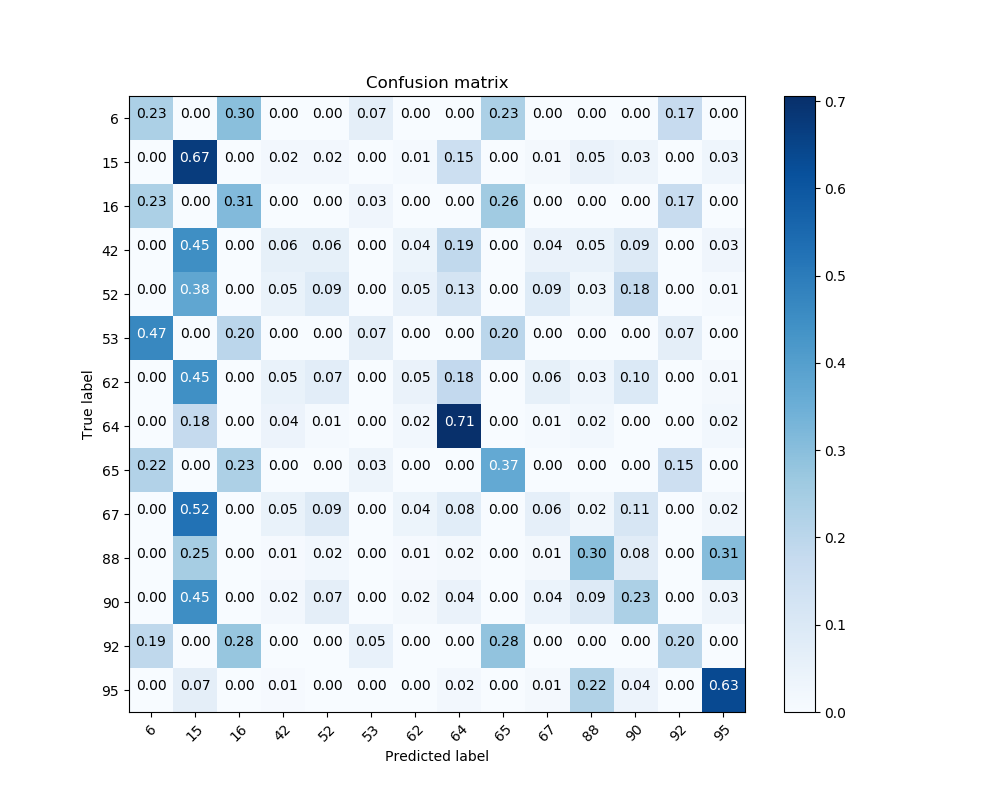 Confusion matrix
6 0.23 0.00 0.30 0.00 0.00 0.07 0.00 0.00 0.23 0.00 0.00 0.00 0.17 0.00
15 0.00 0.67 0.00 0.02 0.02 0.00 0.01 0.15 0.00 0.01 0.05 0.03 0.00 0.03
16 0.23 0.00 0.31 0.00 0.00 0.03 0.00 0.00 0.26 0.00 0.00 0.00 0.17 0.00
42 0.00 0.45 0.00 0.06 0.06 0.00 0.04 0.19 0.00 0.04 0.05 0.09 0.00 0.03
52 0.00 0.38 0.00 0.05 0.09 0.00 0.05 0.13 0.00 0.09 0.03 0.18 0.00 0.01
53 0.47 0.00 0.20 0.00 0.00 0.07 0.00 0.00 0.20 0.00 0.00 0.00 0.07 0.00
62 0.00 0.45 0.00 0.05 0.07 0.00 0.05 0.18 0.00 0.06 0.03 0.10 0.00 0.01
64 0.00 0.18 0.00 0.04 0.01 0.00 0.02 0.71 0.00 0.01 0.02 0.00 0.00 0.02
65 0.22 0.00 0.23 0.00 0.00 0.03 0.00 0.00 0.37 0.00 0.00 0.00 0.15 0.00
67 0.00 0.52 0.00 0.05 0.09 0.00 0.04 0.08 0.00 0.06 0.02 0.11 0.00 0.02
88 0.00 0.25 0.00 0.01 0.02 0.00 0.01 0.02 0.00 0.01 0.30 0.08 0.00 0.31
90 0.00 0.45 0.00 0.02 0.07 0.00 0.02 0.04 0.00 0.04 0.09 0.23 0.00 0.03
92 0.19 0.00 0.28 0.00 0.00 0.05 0.00 0.00 0.28 0.00 0.00 0.00 0.20 0.00
95 0.00 0.07 0.00 0.01 0.00 0.00 0.00 0.02 0.00 0.01 0.22 0.04 0.00 0.63
6 15 16 42 52 53 62 64 65 67 88 90 92 95
Predicted label
True label
0.7
0.6
0.5
0.4
0.3
0.2
0.1
0.0